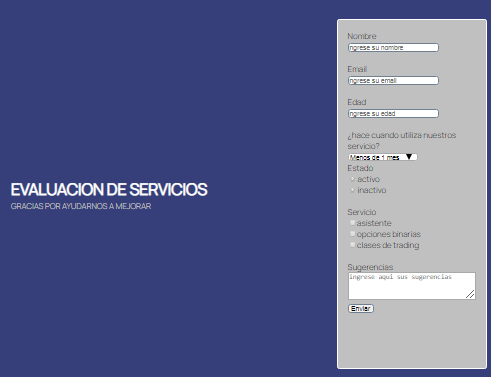 EVALUACION DE SERVICIOS
GRACIAS POR AYUDARNOS A MEJORAR
Nombre
ingrese su nombre
Email
ingrese su email
Edad
ingrese su edad
¿hace cuando utiliza nuestros
servicio?
Menos de 1 mes
Estado
activo
inactivo
Servicio
asistente
opciones binarias
clases de trading
Sugerencias
ingrese aqui sus sugerencias
Enviar